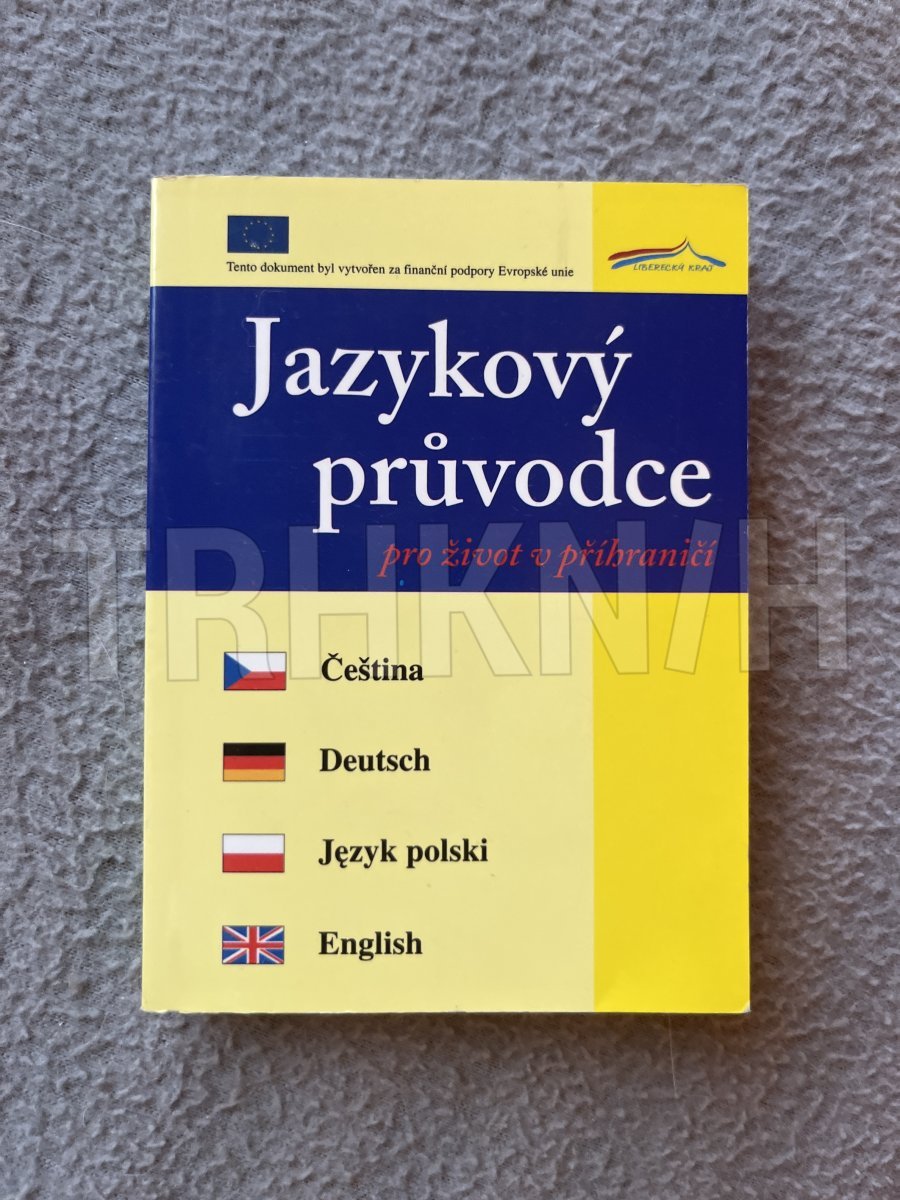 Tento dokument byl vytvořen za finanční podpory Evropské unie
LIBERECKÝ KRAJ
Jazykový
průvodce
pro život v příhraničí
TRHKNIH
Čeština
Deutsch
Język polski
English